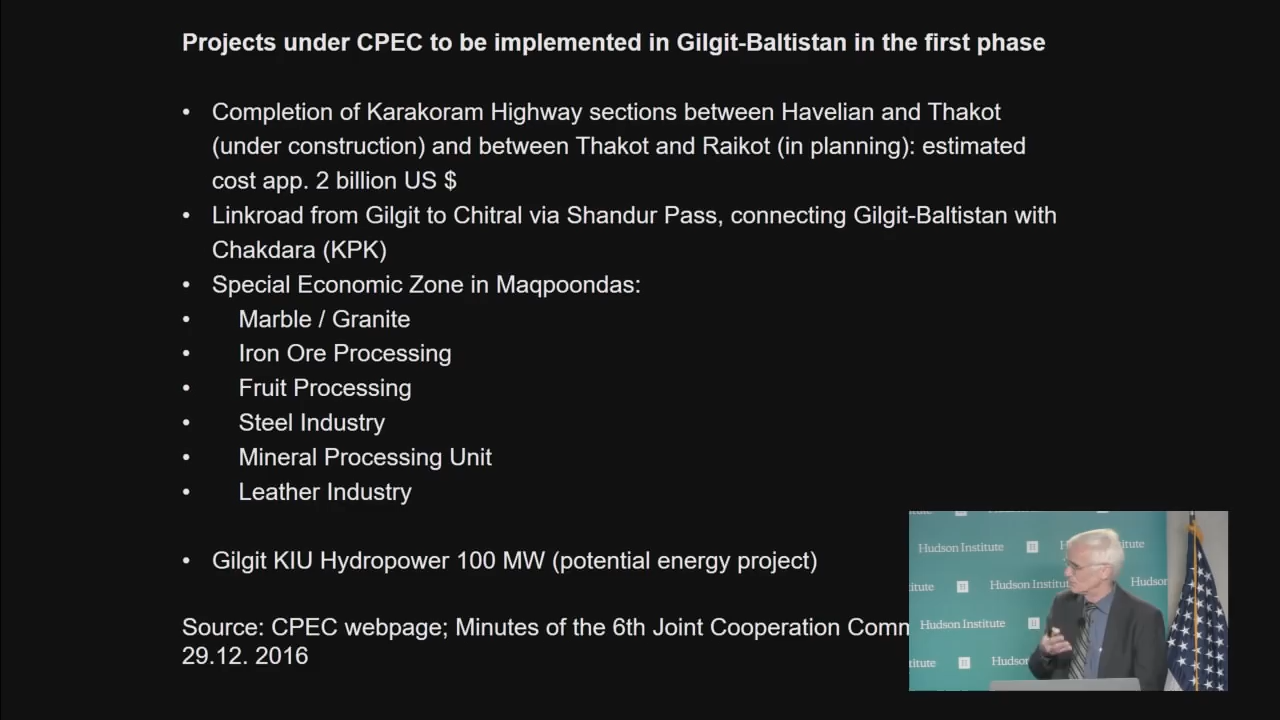 Projects under CPEC to be implemented in Gilgit-Baltistan in the first phase
• Completion of Karakoram Highway sections between Havelian and Thakot
(under construction) and between Thakot and Raikot (in planning): estimated
cost app. 2 billion US $
• Linkroad from Gilgit to Chitral via Shandur Pass, connecting Gilgit-Baltistan with
Chakdara (KPK)
• Special Economic Zone in Maqpoondas:
• Marble / Granite
• Iron Ore Processing
• Fruit Processing
• Steel Industry
• Mineral Processing Unit
• Leather Industry
• Gilgit KIU Hydropower 100 MW (potential energy project)
Source: CPEC webpage; Minutes of the 6th Joint Cooperation Comm
29.12. 2016
Hudson Institute
Hudson Institut
Hudson
Hudson Institute
Hudson